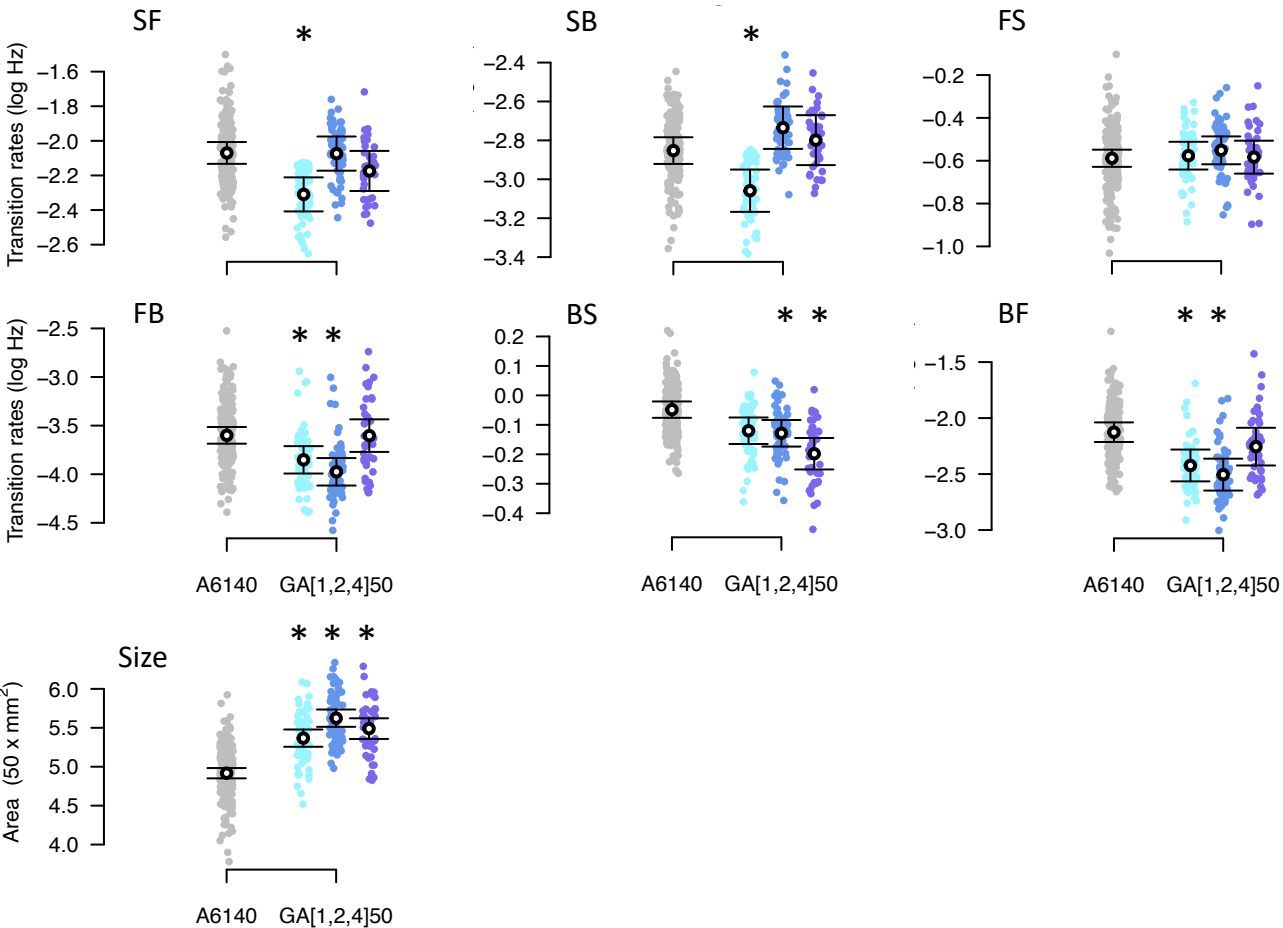 SF
SB
FS
*
*
Transition rates (log Hz)
−1.6
−1.8
−2.0
−2.2
−2.4
−2.6
−2.4
−2.6
−2.8
−3.0
−3.2
−3.4
−0.2
−0.4
−0.6
−0.8
−1.0
FB
BS
BF
* *
* *
* *
Transition rates (log Hz)
−2.5
−3.0
−3.5
−4.0
−4.5
0.2
0.1
0.0
−0.1
−0.2
−0.3
−0.4
−1.5
−2.0
−2.5
−3.0
A6140 GA[1,2,4]50
A6140 GA[1,2,4]50
A6140 GA[1,2,4]50
Size
* * *
Area (50 x mm²)
6.0
5.5
5.0
4.5
4.0
A6140 GA[1,2,4]50